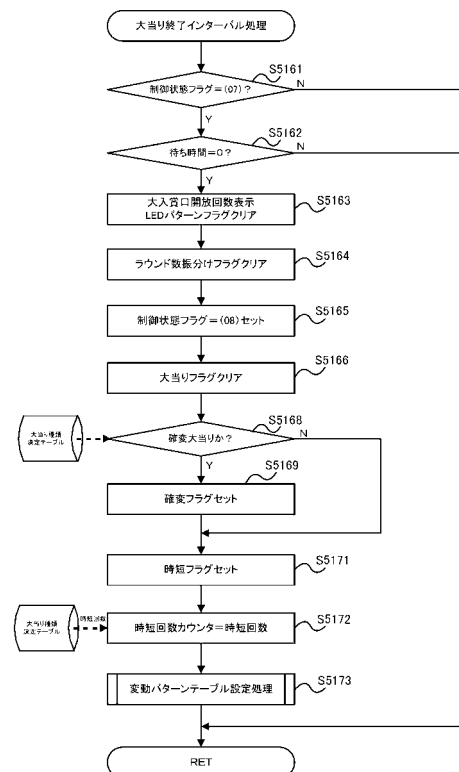 大当り終了インターバル処理
S5161
制御状態フラグ=(07)?
N
Y
S5162
待ち時間=0?
N
Y
大入賞口開放回数表示
LEDパターンフラグクリア
S5163
ラウンド数振分けフラグクリア
S5164
制御状態フラグ=(08)セット
S5165
大当りフラグクリア
S5166
大当り種類
決定テーブル
S5168
確変大当りか?
N
Y
S5169
確変フラグセット
時短フラグセット
S5171
大当り種類
決定テーブル
時短回数
時短回数カウンタ=時短回数
S5172
変動パターンテーブル設定処理
S5173
RET